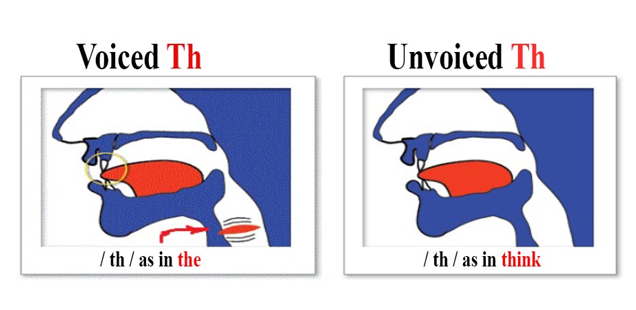 Voiced Th
Unvoiced Th
/ th / as in the
/ th / as in think